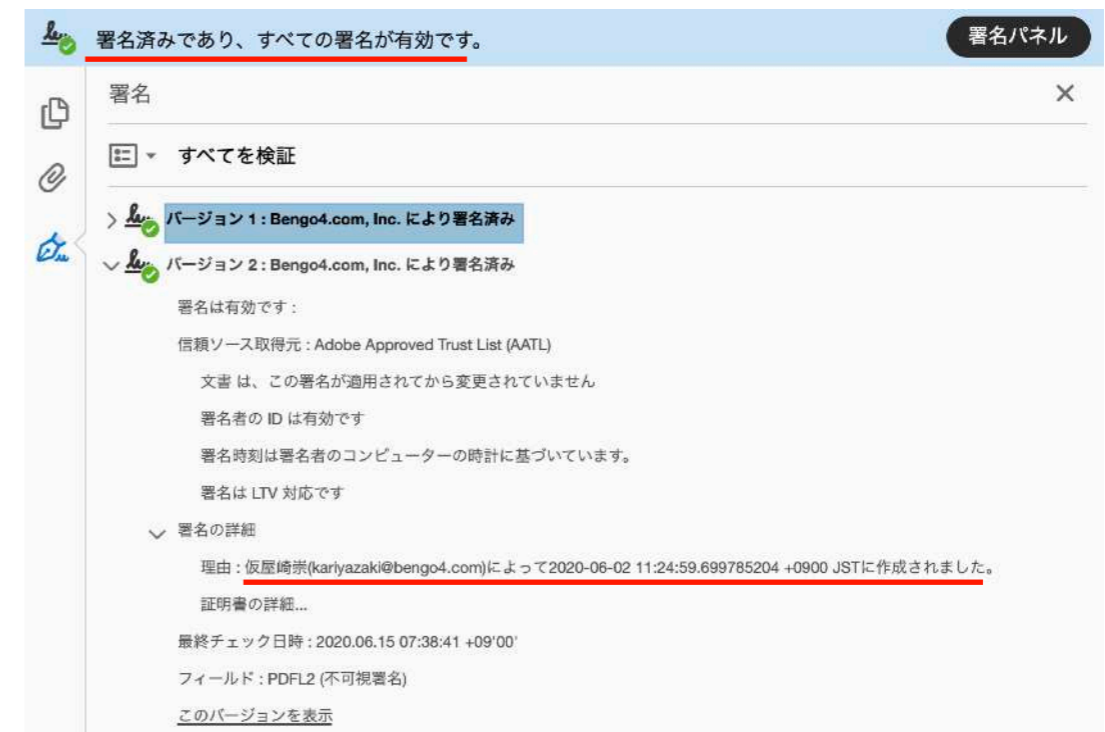 署名済みであり、すべての署名が有効です。
署名パネル
署名
すべてを検証
バージョン 1 : Bengo4.com, Inc. により署名済み
バージョン 2 : Bengo4.com, Inc. により署名済み
署名は有効です :
信頼ソース取得元 : Adobe Approved Trust List (AATL)
文書 は、この署名が適用されてから変更されていません
署名者の ID は有効です
署名時刻は署名者のコンピューターの時計に基づいています。
署名は LTV 対応です
署名の詳細
理由 : 仮屋崎崇(kariyazaki@bengo4.com)によって2020-06-02 11:24:59.699785204 +0900 JSTに作成されました。
証明書の詳細...
最終チェック日時 : 2020.06.15 07:38:41 +09'00'
フィールド : PDFL2 (不可視署名)
このバージョンを表示